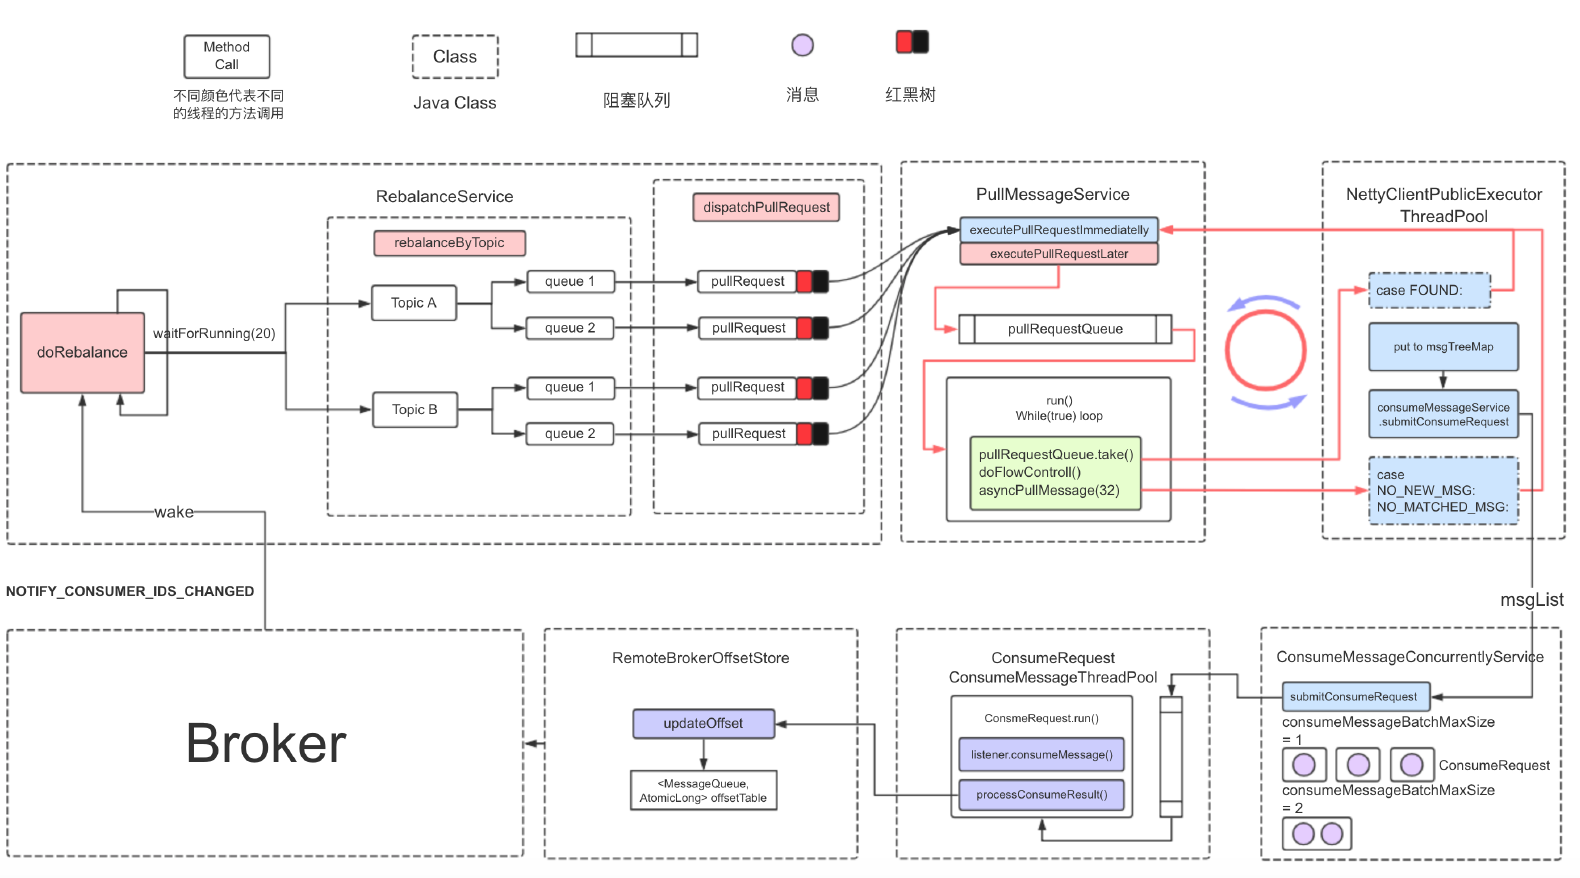 Method
Call
不同颜色代表不同
的线程的方法调用
Class
Java Class
阻塞队列
消息
红黑树
RebalanceService
rebalanceByTopic
dispatchPullRequest
doRebalance
waitForRunning(20)
Topic A
queue 1
queue 2
pullRequest
pullRequest
Topic B
queue 1
queue 2
pullRequest
pullRequest
wake
PullMessageService
executePullRequestImmediatelly
executePullRequestLater
pullRequestQueue
run()
While(true) loop
pullRequestQueue.take()
doFlowControll()
asyncPullMessage(32)
NettyClientPublicExecutor
ThreadPool
case FOUND:
put to msgTreeMap
consumeMessageService
.submitConsumeRequest
case
NO_NEW_MSG:
NO_MATCHED_MSG:
NOTIFY_CONSUMER_IDS_CHANGED
msgList
Broker
RemoteBrokerOffsetStore
updateOffset
<MessageQueue,
AtomicLong> offsetTable
ConsumeRequest
ConsumeMessageThreadPool
ConsmeRequest.run()
listener.consumeMessage()
processConsumeResult()
ConsumeMessageConcurrentlyService
submitConsumeRequest
consumeMessageBatchMaxSize
= 1
ConsumeRequest
consumeMessageBatchMaxSize
= 2